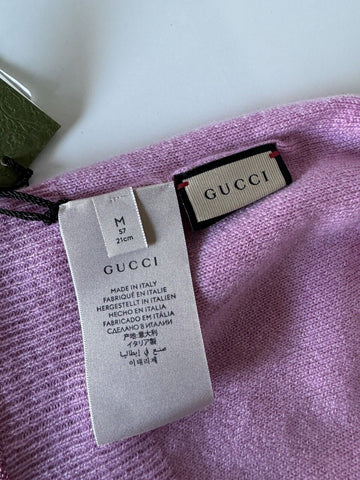 GUCCI
M
57
21cm
GUCCI
MADE IN ITALY
FABRIQUÉ EN ITALIE
HERGESTELLT IN ITALIEN
HECHO EN ITALIA
FABRICADO EM ITÁLIA
СДЕЛАНО В ИТАЛИИ
产地:意大利
イタリア製
صنع في إيطاليا
이태리제